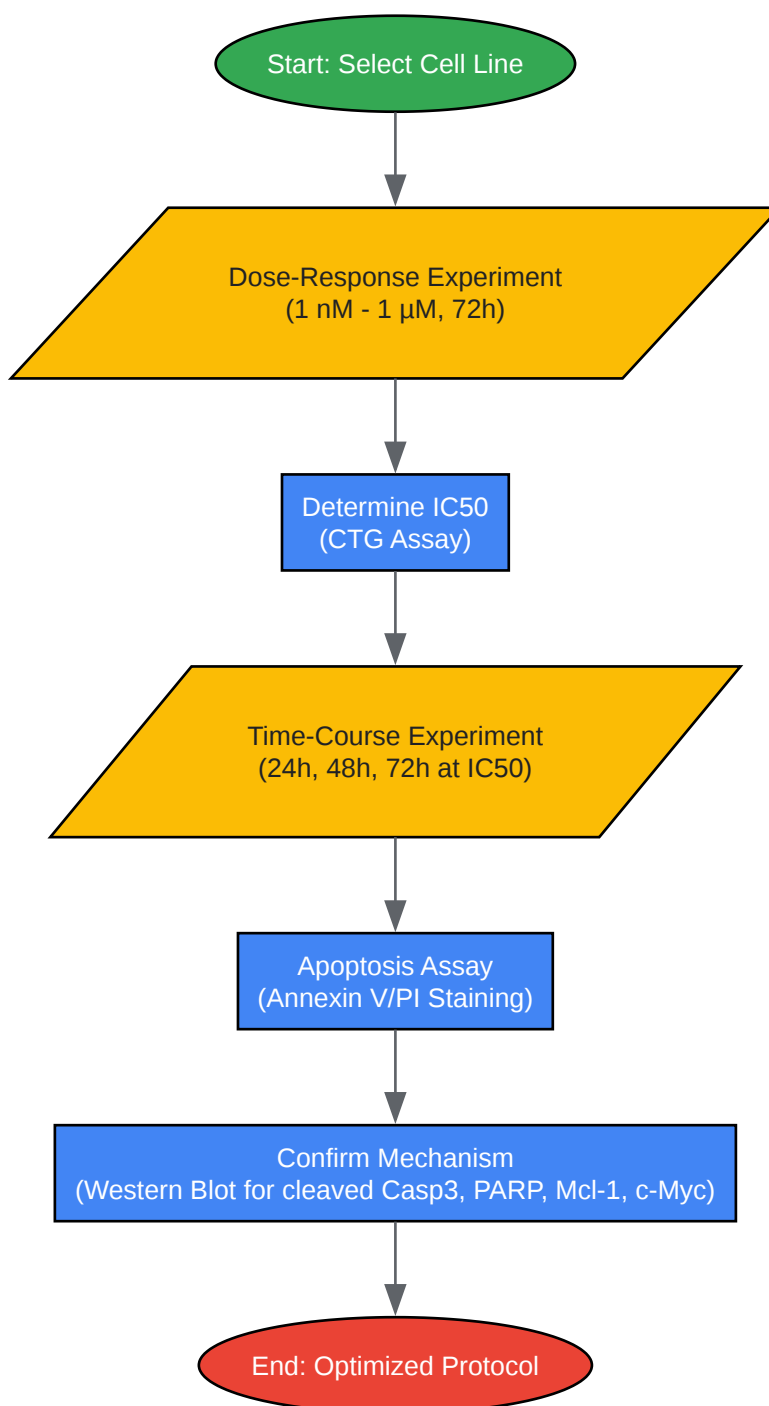 Start: Select Cell Line
Dose-Response Experiment
(1 nM - 1 µM, 72h)
Determine IC50
(CTG Assay)
Time-Course Experiment
(24h, 48h, 72h at IC50)
Apoptosis Assay
(Annexin V/PI Staining)
Confirm Mechanism
(Western Blot for cleaved Casp3, PARP, Mcl-1, c-Myc)
End: Optimized Protocol